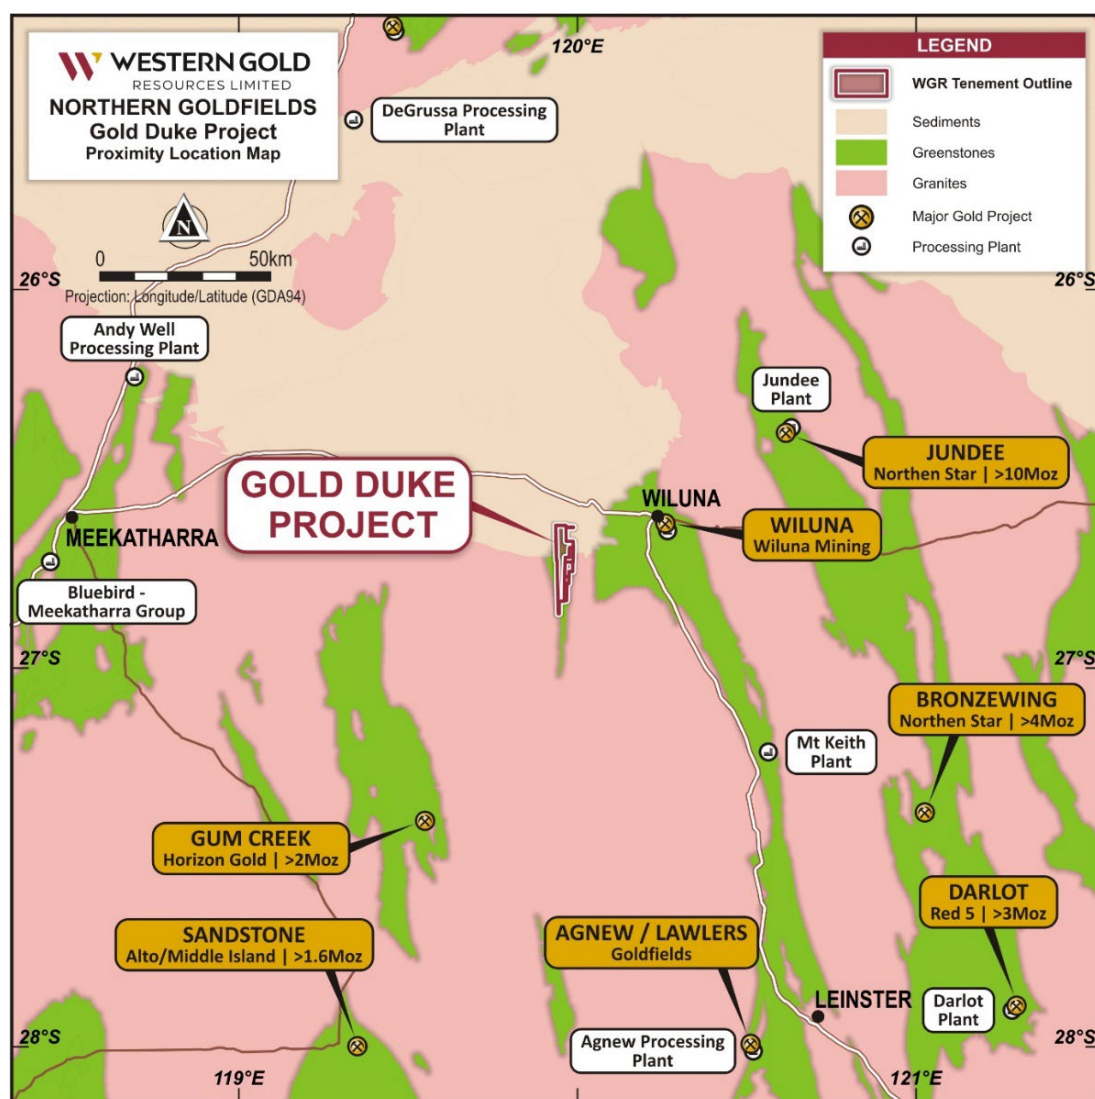 WESTERN GOLD
RESOURCES LIMITED
NORTHERN GOLDFIELDS
Gold Duke Project
Proximity Location Map
120°E
LEGEND
WGR Tenement Outline
Sediments
Greenstones
Granites
Major Gold Project
Processing Plant
DeGrussa Processing
Plant
N
0 50km
Projection: Longitude/Latitude (GDA94)
26°S
26°S
Andy Well
Processing Plant
Jundee
Plant
JUNDEE
Northen Star | >10Moz
GOLD DUKE
PROJECT
WILUNA
MEEKATHARRA
WILUNA
Wiluna Mining
Bluebird -
Meekatharra Group
27°S
27°S
BRONZEWING
Northen Star | >4Moz
Mt Keith
Plant
GUM CREEK
Horizon Gold | >2Moz
DARLOT
Red 5 | >3Moz
SANDSTONE
Alto/Middle Island | >1.6Moz
AGNEW / LAWLERS
Goldfields
LEINSTER
Darlot
Plant
Agnew Processing
Plant
28°S
28°S
119°E
121°E